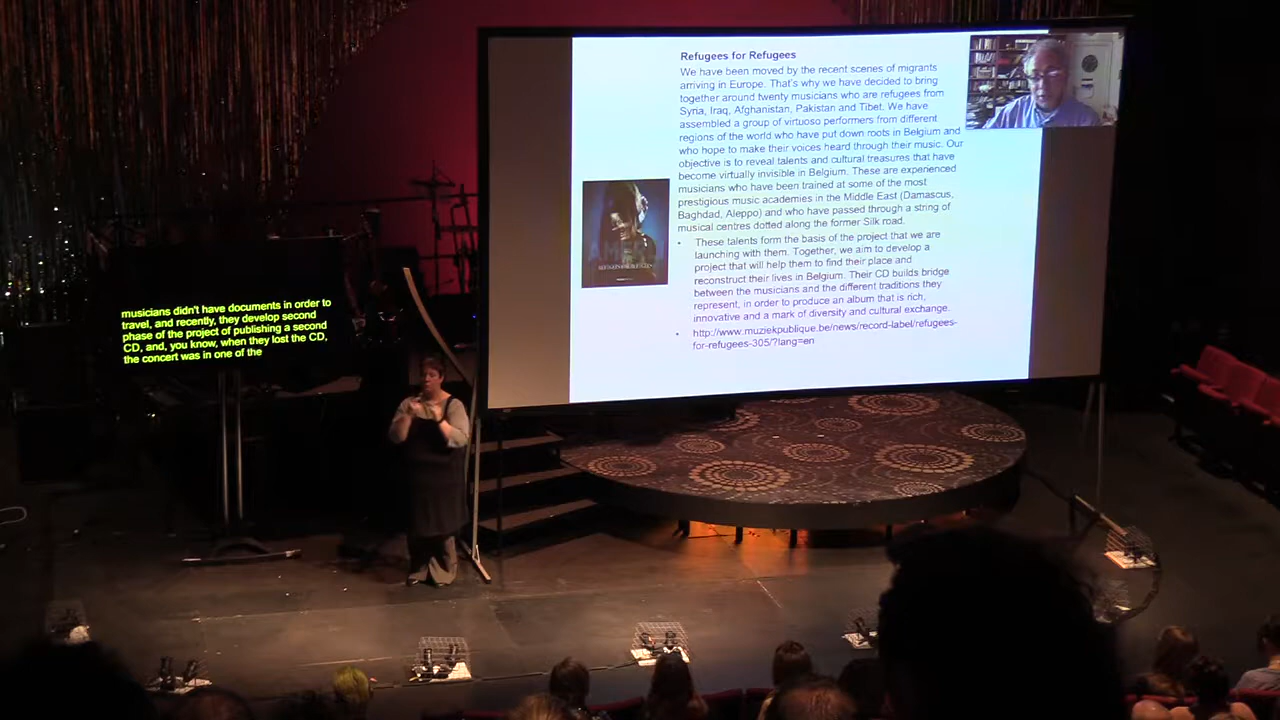 Refugees for Refugees
We have been moved by the recent scenes of migrants
arriving in Europe. That's why we have decided to bring
together around twenty musicians who are refugees from
Syria, Iraq, Afghanistan, Pakistan and Tibet. We have
assembled a group of virtuoso performers from different
regions of the world who have put down roots in Belgium and
who hope to make their voices heard through their music. Our
objective is to reveal talents and cultural treasures that have
become virtually invisible in Belgium. These are experienced
musicians who have been trained at some of the most
prestigious music academies in the Middle East (Damascus,
Baghdad, Aleppo) and who have passed through a string of
musical centres dotted along the former Silk road.
• These talents form the basis of the project that we are
launching with them. Together, we aim to develop a
project that will help them to find their place and
reconstruct their lives in Belgium. Their CD builds bridge
between the musicians and the different traditions they
represent, in order to produce an album that is rich,
innovative and a mark of diversity and cultural exchange.
• http://www.muziekpublique.be/news/record-label/refugees-
for-refugees-305/?lang=en
musicians didn't have documents in order to
travel, and recently, they develop second
phase of the project of publishing a second
CD, and, you know, when they lost the CD,
the concert was in one of the